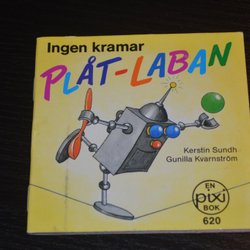 Ingen kramar
PLÅT-LABAN
Kerstin Sundh
Gunilla Kvarnström
EN
pixi
BOK
620